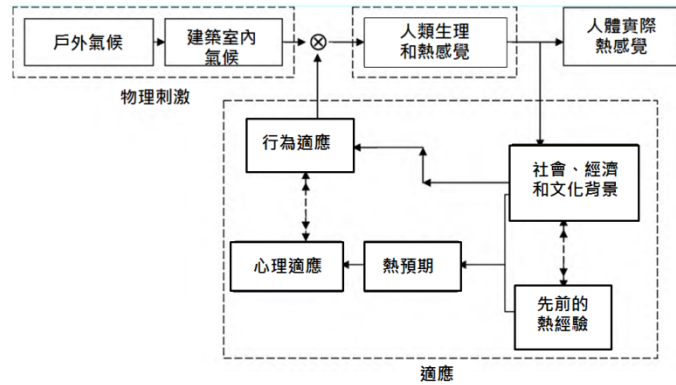 戶外氣候
建築室內
氣候
人類生理
和熱感覺
人體實際
熱感覺
物理刺激
行為適應
社會、經濟
和文化背景
心理適應
熱預期
先前的
熱經驗
適應